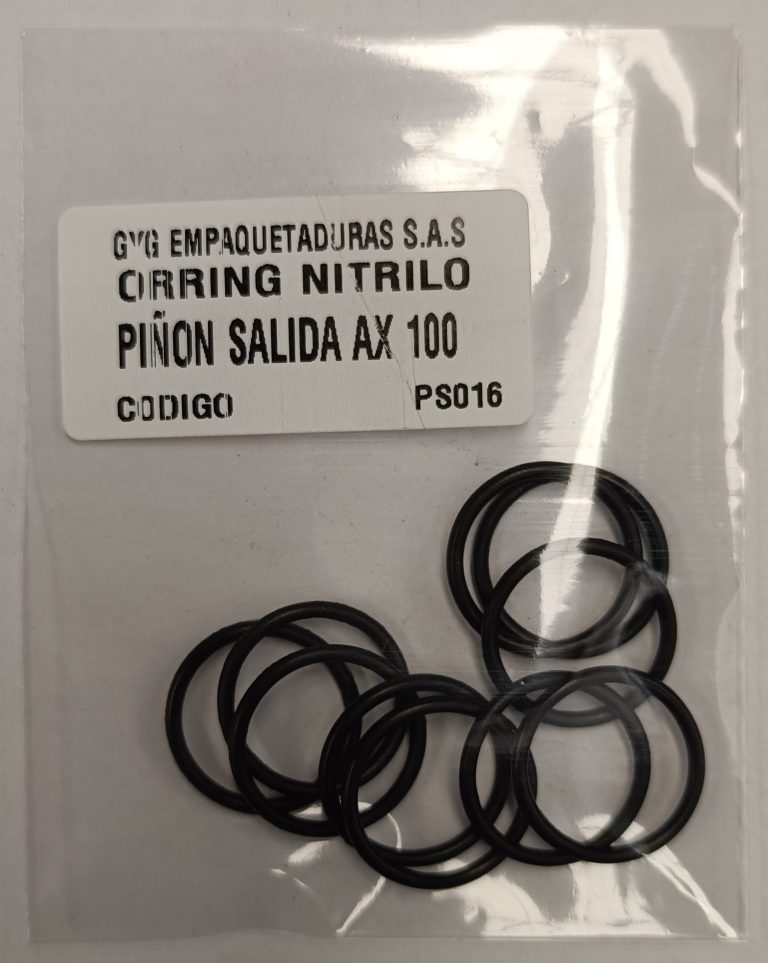 GYG EMPAQUETADURAS S.A.S
ORRING NITRILO
PIÑON SALIDA AX 100
CODIGO PS016